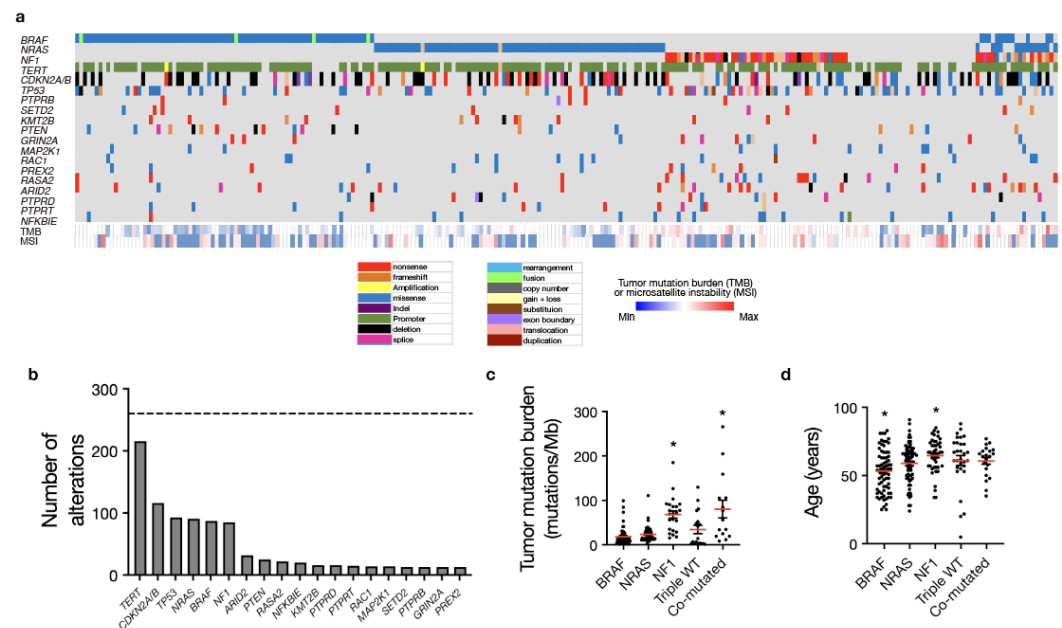 a
BRAF
NRAS
NF1
TERT
CDKN2A/B
TP53
PTPRB
SETD2
KMT2B
PTEN
GRIN2A
MAP2K1
RAC1
PREX2
RASA2
ARID2
PTPRD
PTPRT
NFKBIE
TMB
MSI
nonsense
frameshift
Amplification
missense
Indel
Promoter
deletion
splice
rearrangement
fusion
copy number
gain + loss
substituion
exon boundary
translocation
duplication
Tumor mutation burden (TMB)
or microsatellite instability (MSI)
Min Max
b
Number of
alterations
300
200
100
0
TERT CDKN2A/B TP53 NRAS BRAF NF1 ARID2 PTEN RASA2 NFKBIE KMT2B PTPRD PTPRT RAC1 MAP2K1 SETD2 PTPRB GRIN2A PREX2
c
Tumor mutation burden
(mutations//Mb)
300
200
100
0
* *
BRAF NRAS NF1 Triple WT Co-mutated
d
Age (years)
100
50
0
* *
BRAF NRAS NF1 Triple WT Co-mutated